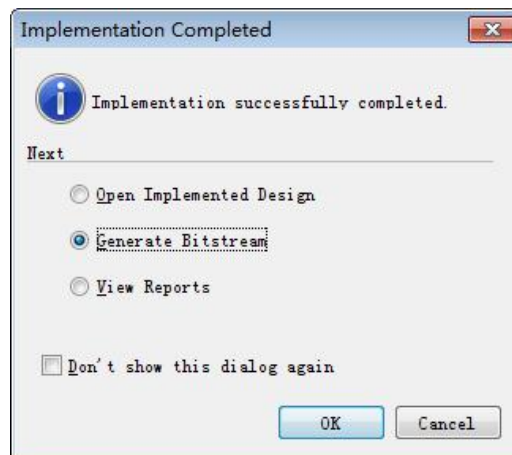 Implementation Completed
Implementation successfully completed.
Next
Open Implemented Design
Generate Bitstream
View Reports
Don't show this dialog again
OK
Cancel